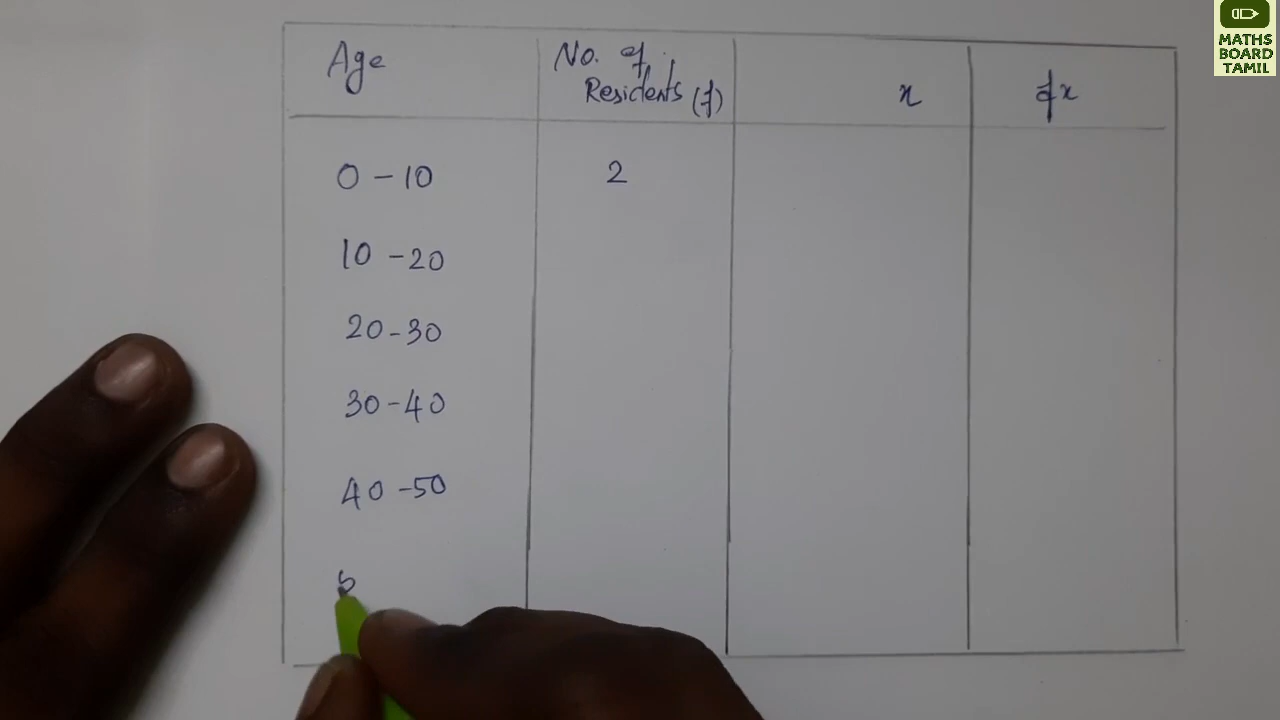 MATHS
BOARD
TAMIL
Age
No. of
Residents (f)
x
fx
0 - 10
2
10 - 20
20 - 30
30 - 40
40 - 50
5